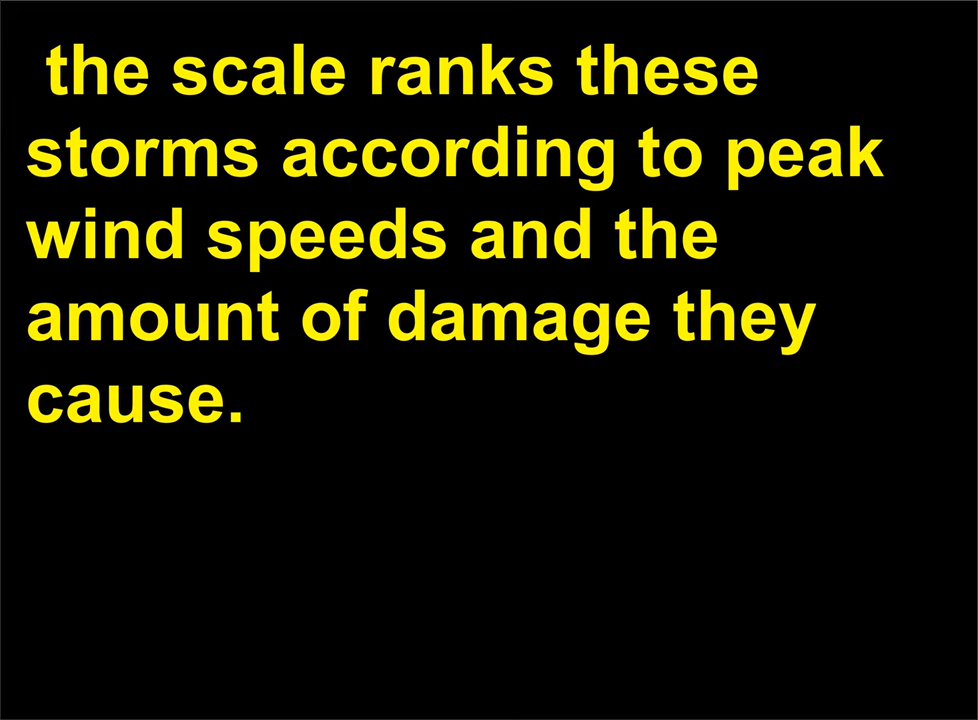 the scale ranks these
storms according to peak
wind speeds and the
amount of damage they
cause.